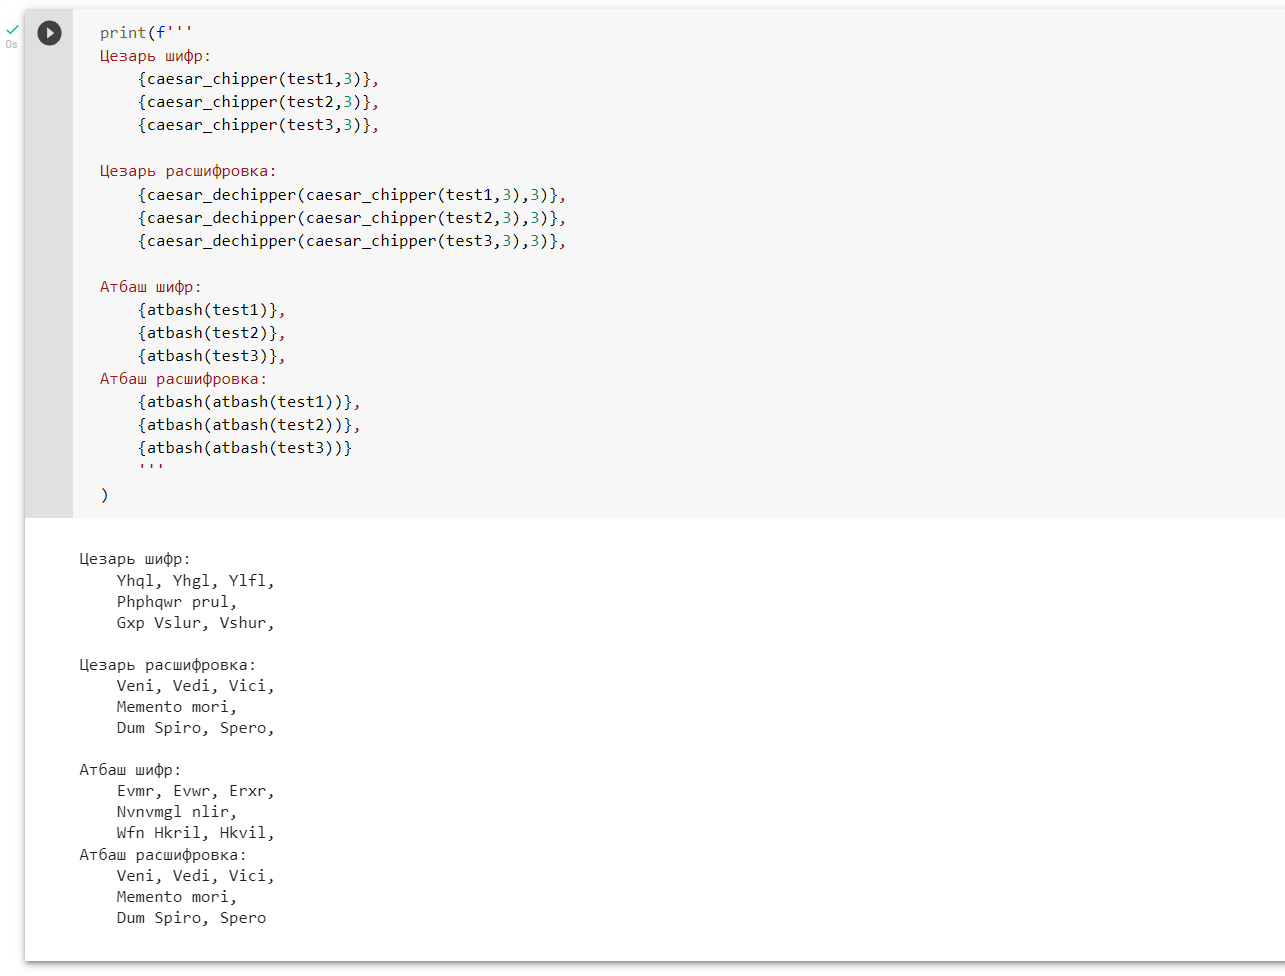 0s
print(f'''
Цезарь шифр:
{caesar_chipper(test1,3)},
{caesar_chipper(test2,3)},
{caesar_chipper(test3,3)},
Цезарь расшифровка:
{caesar_dechipper(caesar_chipper(test1,3),3)},
{caesar_dechipper(caesar_chipper(test2,3),3)},
{caesar_dechipper(caesar_chipper(test3,3),3)},
Атбаш шифр:
{atbash(test1)},
{atbash(test2)},
{atbash(test3)},
Атбаш расшифровка:
{atbash(atbash(test1))},
{atbash(atbash(test2))},
{atbash(atbash(test3))}
'''
)
Цезарь шифр:
Yhql, Yhgl, Ylfl,
Phphqwr prul,
Gxp Vslur, Vshur,
Цезарь расшифровка:
Veni, Vedi, Vici,
Memento mori,
Dum Spiro, Spero,
Атбаш шифр:
Evmr, Evwr, Erxr,
Nvnvmgl nlir,
Wfn Hkril, Hkvil,
Атбаш расшифровка:
Veni, Vedi, Vici,
Memento mori,
Dum Spiro, Spero